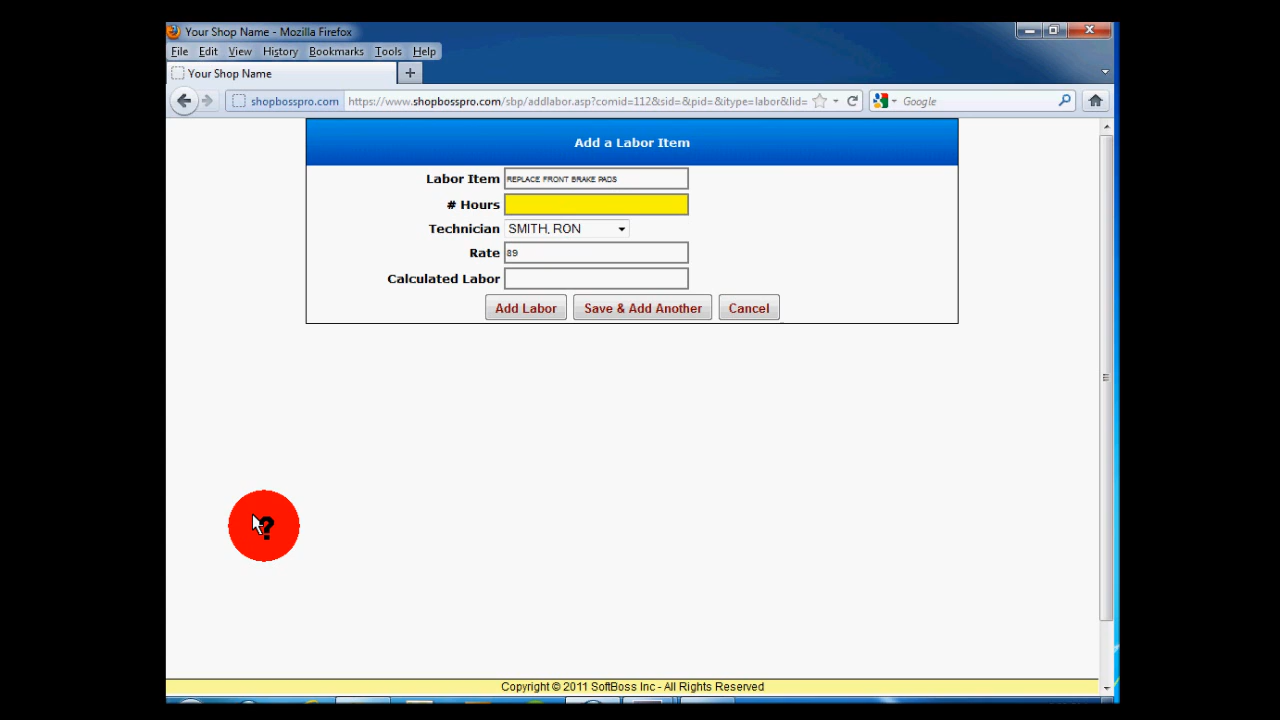 Your Shop Name - Mozilla Firefox
File Edit View History Bookmarks Tools Help
Your Shop Name +
shopbosspro.com https://www.shopbosspro.com/sbp/addlabor.asp?comid=112&sid=&pid=&itype=labor&lid= Google
Add a Labor Item
Labor Item REPLACE FRONT BRAKE PADS
# Hours
Technician SMITH, RON
Rate 89
Calculated Labor
Add Labor Save & Add Another Cancel
?
Copyright © 2011 SoftBoss Inc - All Rights Reserved